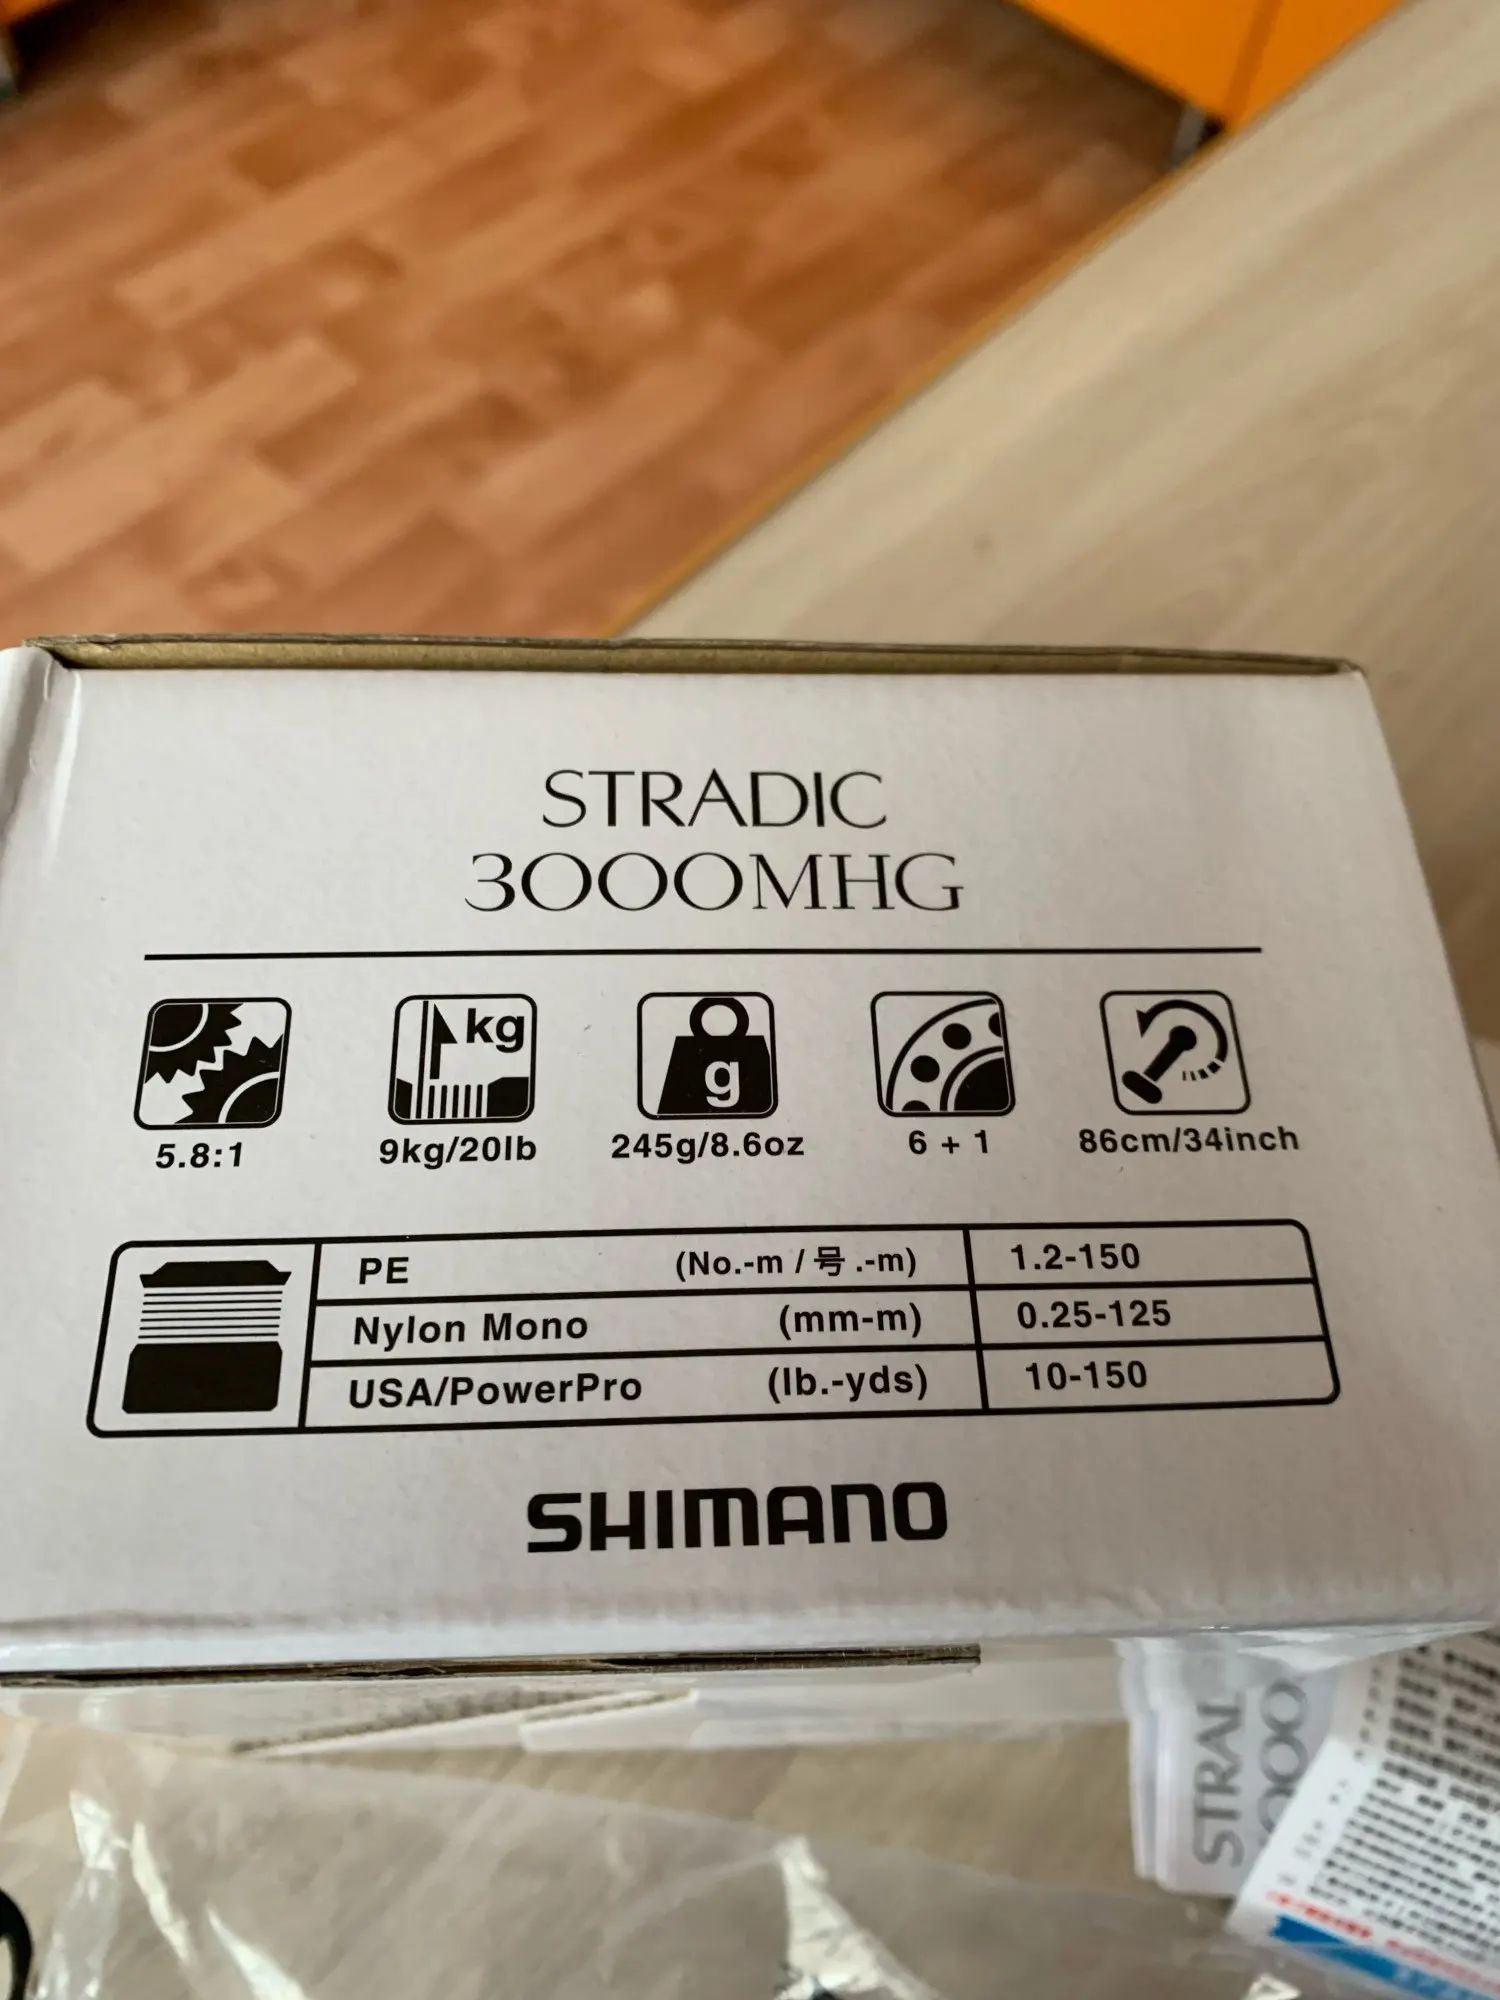 STRADIC
3000MHG
kg
g
5.8:1
9kg/20lb
245g/8.6oz
6 + 1
86cm/34inch
PE (No.-m / 号.-m) 1.2-150
Nylon Mono (mm-m) 0.25-125
USA/PowerPro (lb.-yds) 10-150
SHIMANO